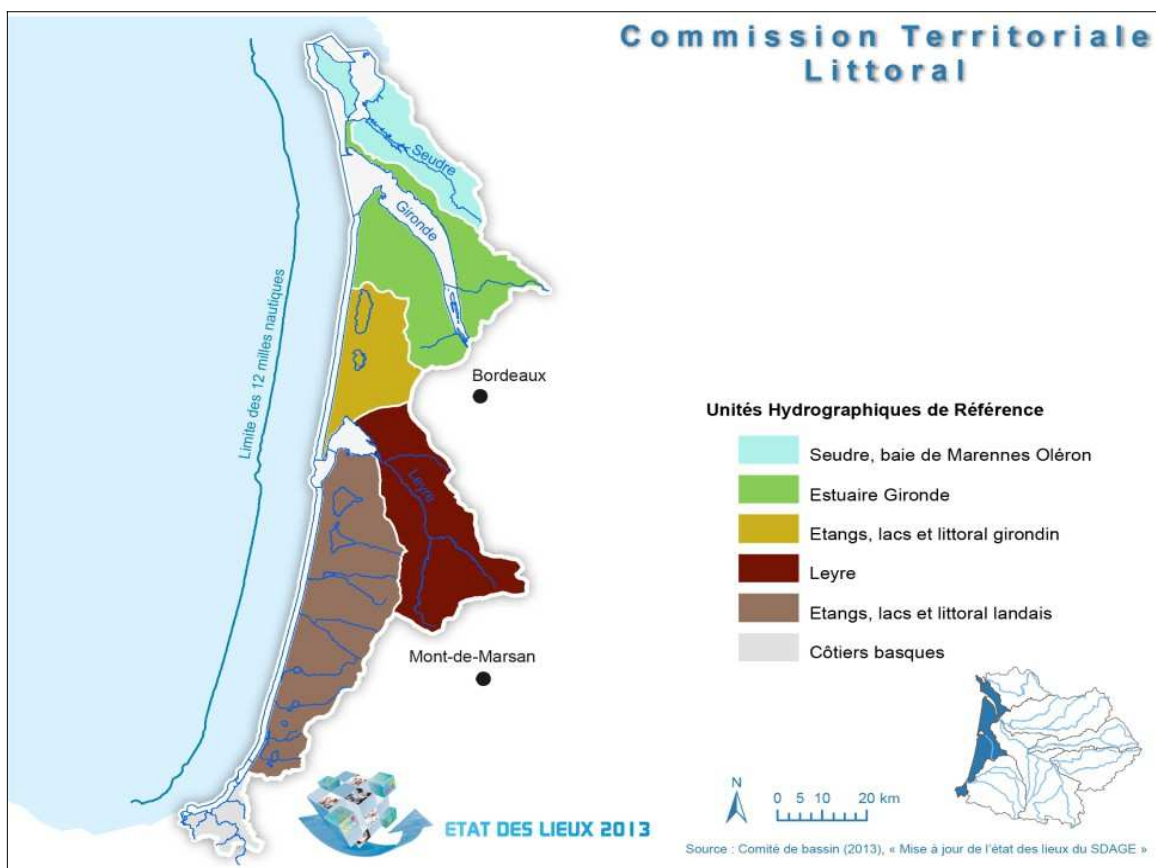 Commission Territoriale
Littoral
Seudre
Gironde
Limite des 12 milles nautiques
Bordeaux
Unités Hydrographiques de Référence
Seudre, baie de Marennes Oléron
Estuaire Gironde
Etangs, lacs et littoral girondin
Leyre
Leyre
Etangs, lacs et littoral landais
Côtiers basques
Mont-de-Marsan
N
0 5 10 20 km
ETAT DES LIEUX 2013
Source : Comité de bassin (2013), « Mise à jour de l'état des lieux du SDAGE »